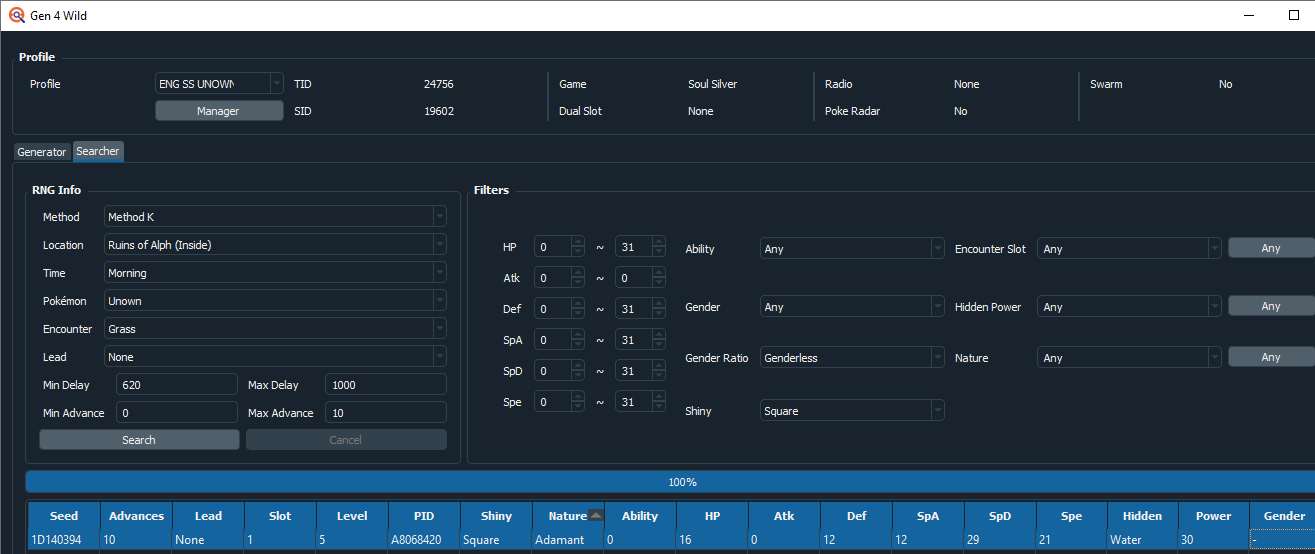 Gen 4 Wild
Profile
Profile ENG SS UNOWN TID 24756 Game Soul Silver Radio None Swarm No
Manager SID 19602 Dual Slot None Poke Radar No
Generator Searcher
RNG Info Filters
Method Method K
Location Ruins of Alph (Inside)
HP 0 ~ 31 Ability Any Encounter Slot Any Any
Time Morning
Atk 0 ~ 0
Pokémon Unown
Def 0 ~ 31 Gender Any Hidden Power Any Any
Encounter Grass
SpA 0 ~ 31
Lead None
Gender Ratio Genderless Nature Any Any
SpD 0 ~ 31
Min Delay 620 Max Delay 1000
Spe 0 ~ 31
Min Advance 0 Max Advance 10
Shiny Square
Search Cancel
100%
Seed Advances Lead Slot Level PID Shiny Nature Ability HP Atk Def SpA SpD Spe Hidden Power Gender
1D140394 10 None 1 5 A8068420 Square Adamant 0 16 0 12 12 29 21 Water 30 -